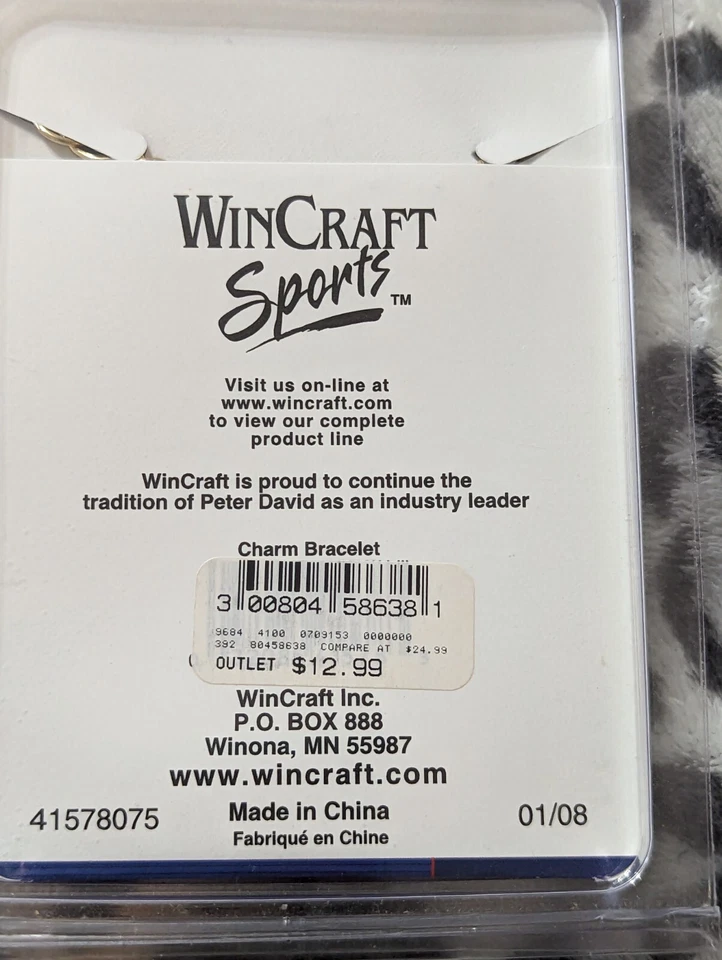 WINCRAFT
Sports TM
Visit us on-line at
www.wincraft.com
to view our complete
product line
WinCraft is proud to continue the
tradition of Peter David as an industry leader
Charm Bracelet
3 00804 58638 1
9684 4100 0709153 0000000
392 80458638 COMPARE AT $24.99
OUTLET $12.99
WinCraft Inc.
P.O. BOX 888
Winona, MN 55987
www.wincraft.com
41578075 Made in China 01/08
Fabriqué en Chine